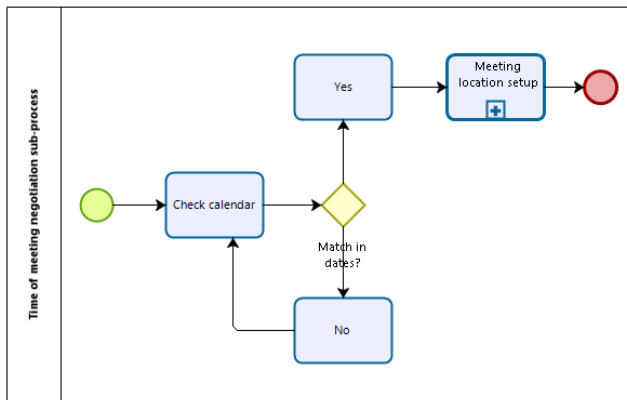 Time of meeting negotiation sub-process
Yes
Meeting
location setup
Check calendar
Match in
dates?
No